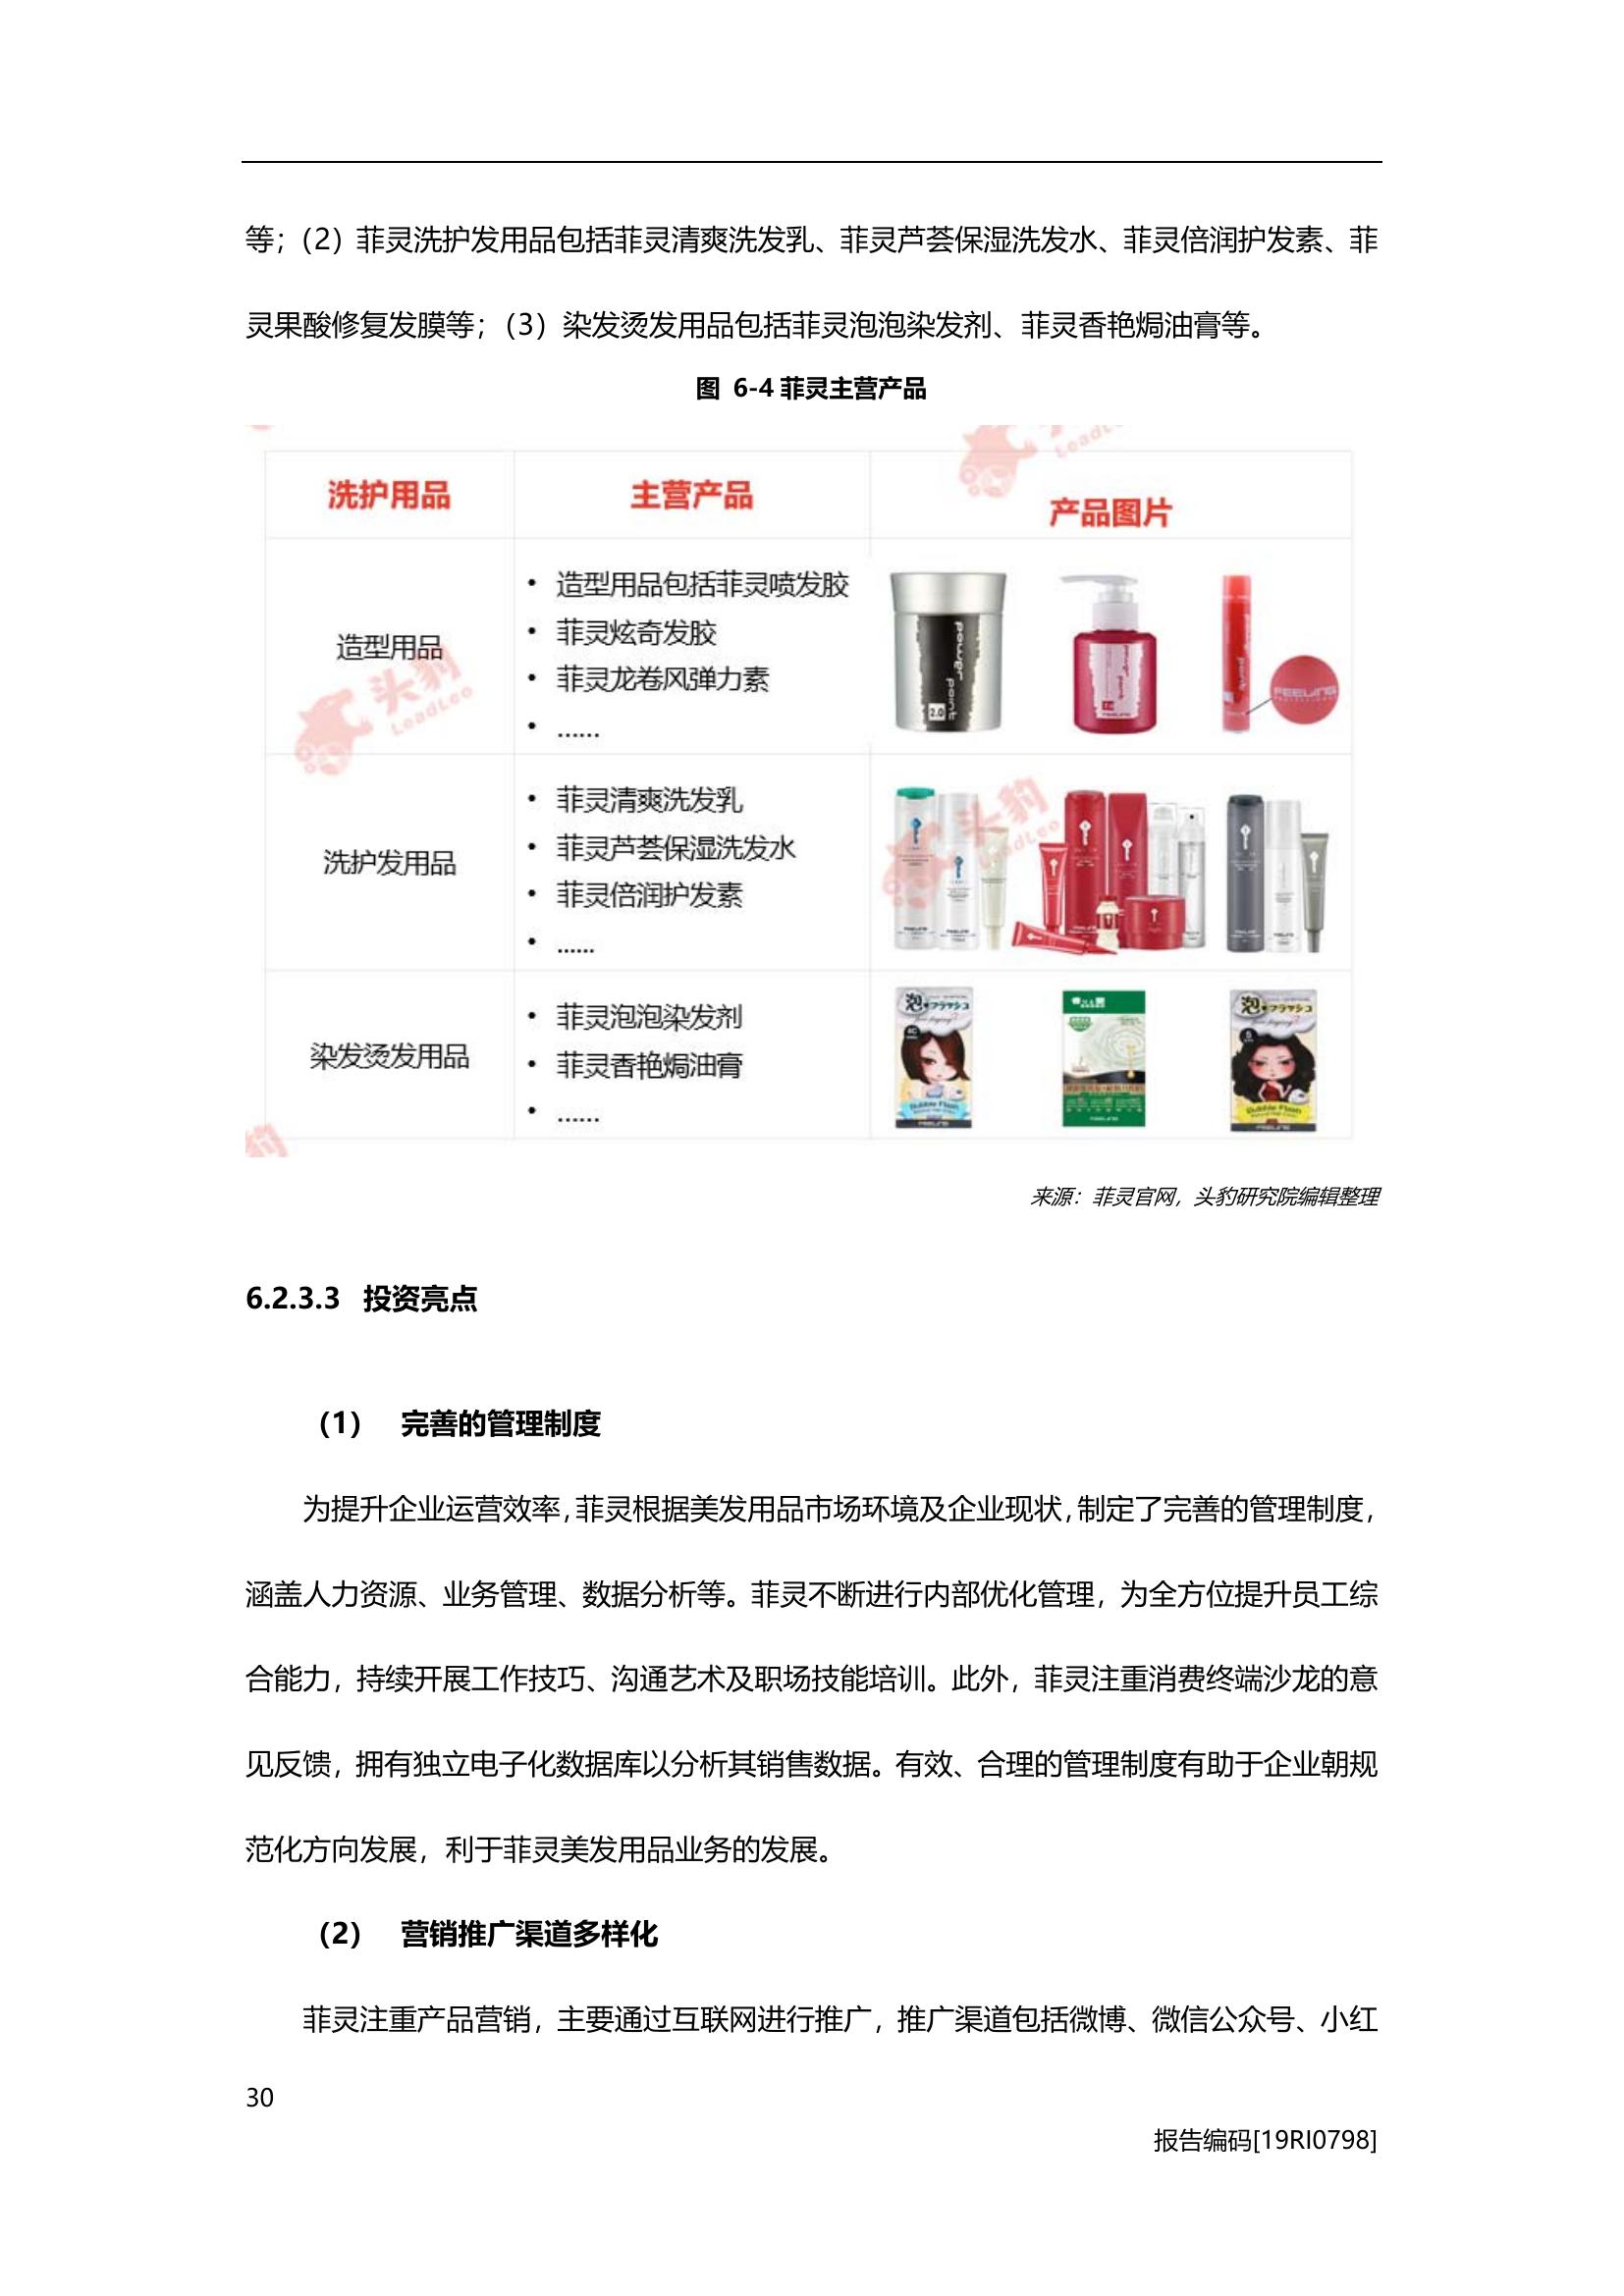 等；（2）菲灵洗护发用品包括菲灵清爽洗发乳、菲灵芦荟保湿洗发水、菲灵倍润护发素、菲
灵果酸修复发膜等；（3）染发烫发用品包括菲灵泡泡染发剂、菲灵香艳焗油膏等。
图 6-4 菲灵主营产品
洗护用品
主营产品
产品图片
造型用品
• 造型用品包括菲灵喷发胶
• 菲灵炫奇发胶
• 菲灵龙卷风弹力素
• ……
power point
2.0
FEELING
洗护发用品
• 菲灵清爽洗发乳
• 菲灵芦荟保湿洗发水
• 菲灵倍润护发素
• ……
染发烫发用品
• 菲灵泡泡染发剂
• 菲灵香艳焗油膏
• ……
Bubble Flash
Bubble Flash
头豹
LeadLeo
头豹
LeadLeo
来源：菲灵官网，头豹研究院编辑整理
6.2.3.3 投资亮点
（1） 完善的管理制度
为提升企业运营效率，菲灵根据美发用品市场环境及企业现状，制定了完善的管理制度，
涵盖人力资源、业务管理、数据分析等。菲灵不断进行内部优化管理，为全方位提升员工综
合能力，持续开展工作技巧、沟通艺术及职场技能培训。此外，菲灵注重消费终端沙龙的意
见反馈，拥有独立电子化数据库以分析其销售数据。有效、合理的管理制度有助于企业朝规
范化方向发展，利于菲灵美发用品业务的发展。
（2） 营销推广渠道多样化
菲灵注重产品营销，主要通过互联网进行推广，推广渠道包括微博、微信公众号、小红
30
报告编码[19RI0798]